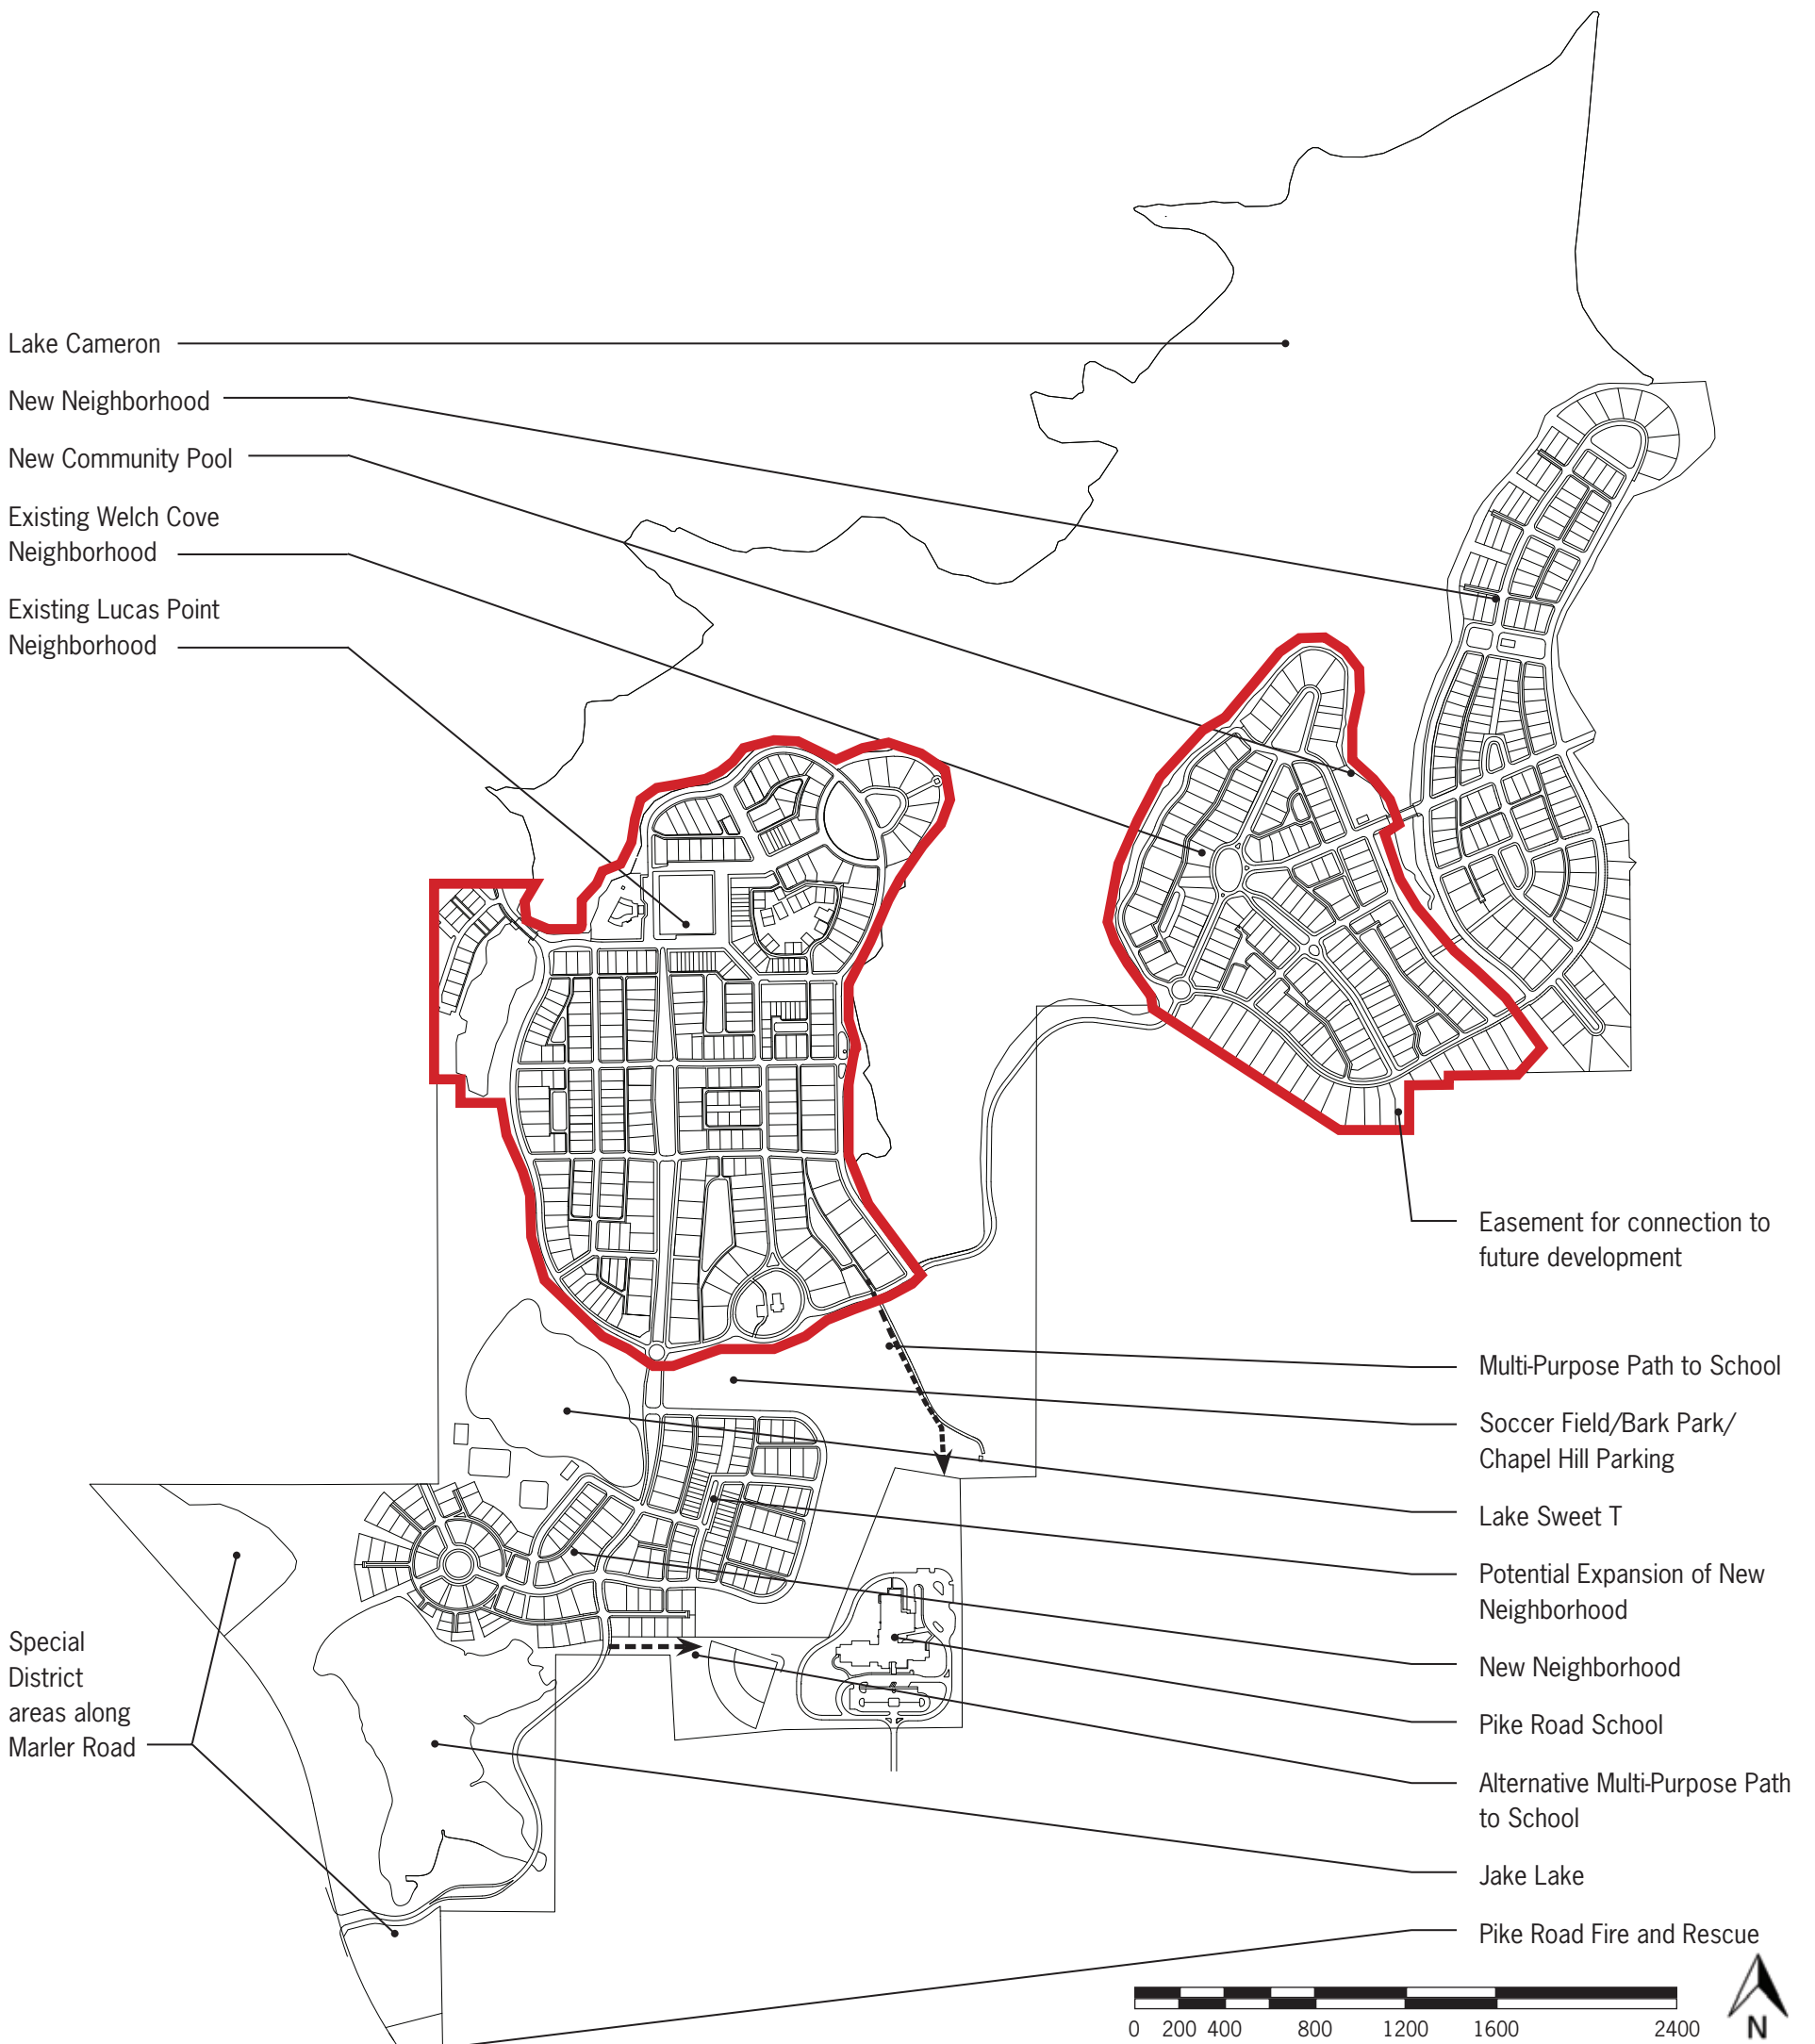 Lake Cameron
New Neighborhood
New Community Pool
Existing Welch Cove
Neighborhood
Existing Lucas Point
Neighborhood
Easement for connection to
future development
Multi-Purpose Path to School
Soccer Field/Bark Park/
Chapel Hill Parking
Lake Sweet T
Potential Expansion of New
Neighborhood
New Neighborhood
Pike Road School
Alternative Multi-Purpose Path
to School
Jake Lake
Pike Road Fire and Rescue
Special
District
areas along
Marler Road
0 200 400 800 1200 1600 2400
N